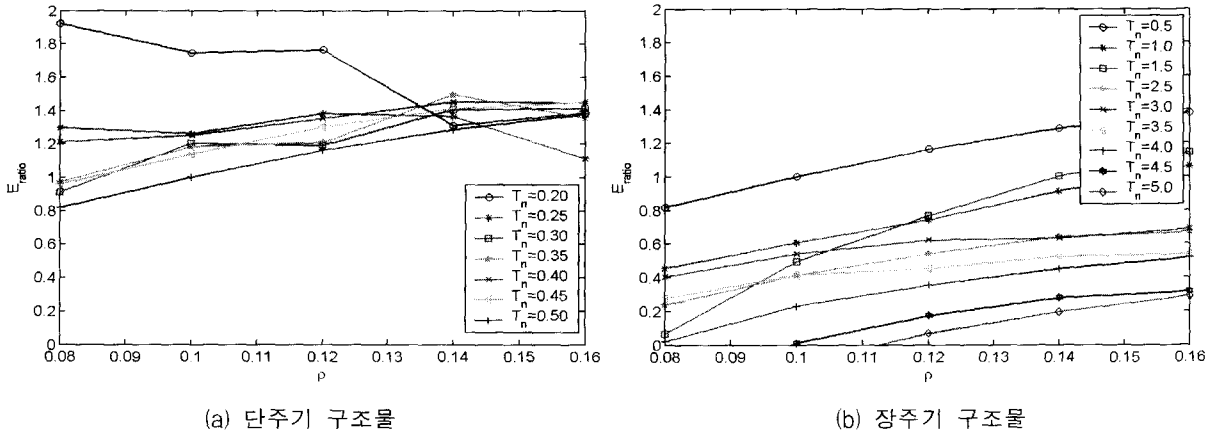 2
1.8
1.6
1.4
1.2
1
0.8
0.6
0.4
0.2
0
E_ratio
0.08 0.09 0.1 0.11 0.12 0.13 0.14 0.15 0.16
ρ
T_n=0.20
T_n=0.25
T_n=0.30
T_n=0.35
T_n=0.40
T_n=0.45
T_n=0.50
(a) 단주기 구조물
2
1.8
1.6
1.4
1.2
1
0.8
0.6
0.4
0.2
0
E_ratio
0.08 0.09 0.1 0.11 0.12 0.13 0.14 0.15 0.16
ρ
T_n=0.5
T_n=1.0
T_n=1.5
T_n=2.5
T_n=3.0
T_n=3.5
T_n=4.0
T_n=4.5
T_n=5.0
(b) 장주기 구조물